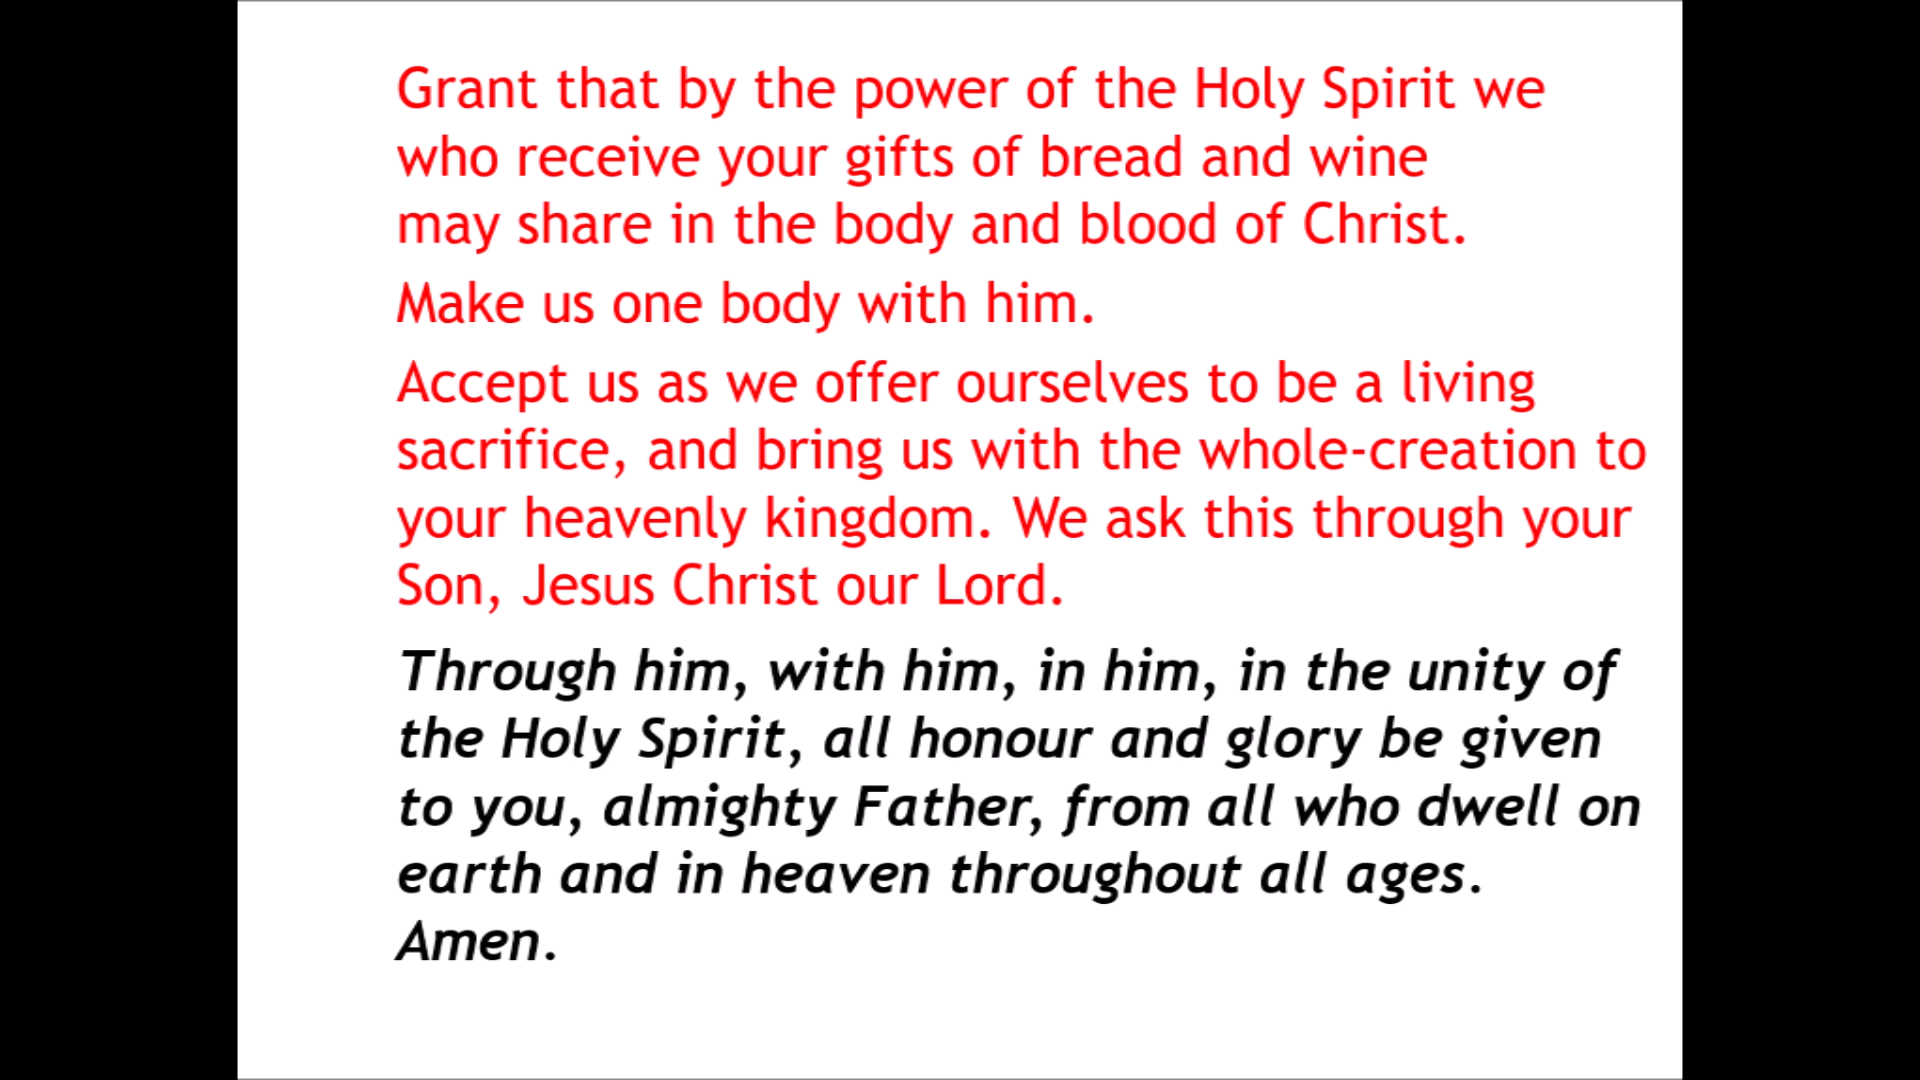 Grant that by the power of the Holy Spirit we
who receive your gifts of bread and wine
may share in the body and blood of Christ.
Make us one body with him.
Accept us as we offer ourselves to be a living
sacrifice, and bring us with the whole-creation to
your heavenly kingdom. We ask this through your
Son, Jesus Christ our Lord.
Through him, with him, in him, in the unity of
the Holy Spirit, all honour and glory be given
to you, almighty Father, from all who dwell on
earth and in heaven throughout all ages.
Amen.